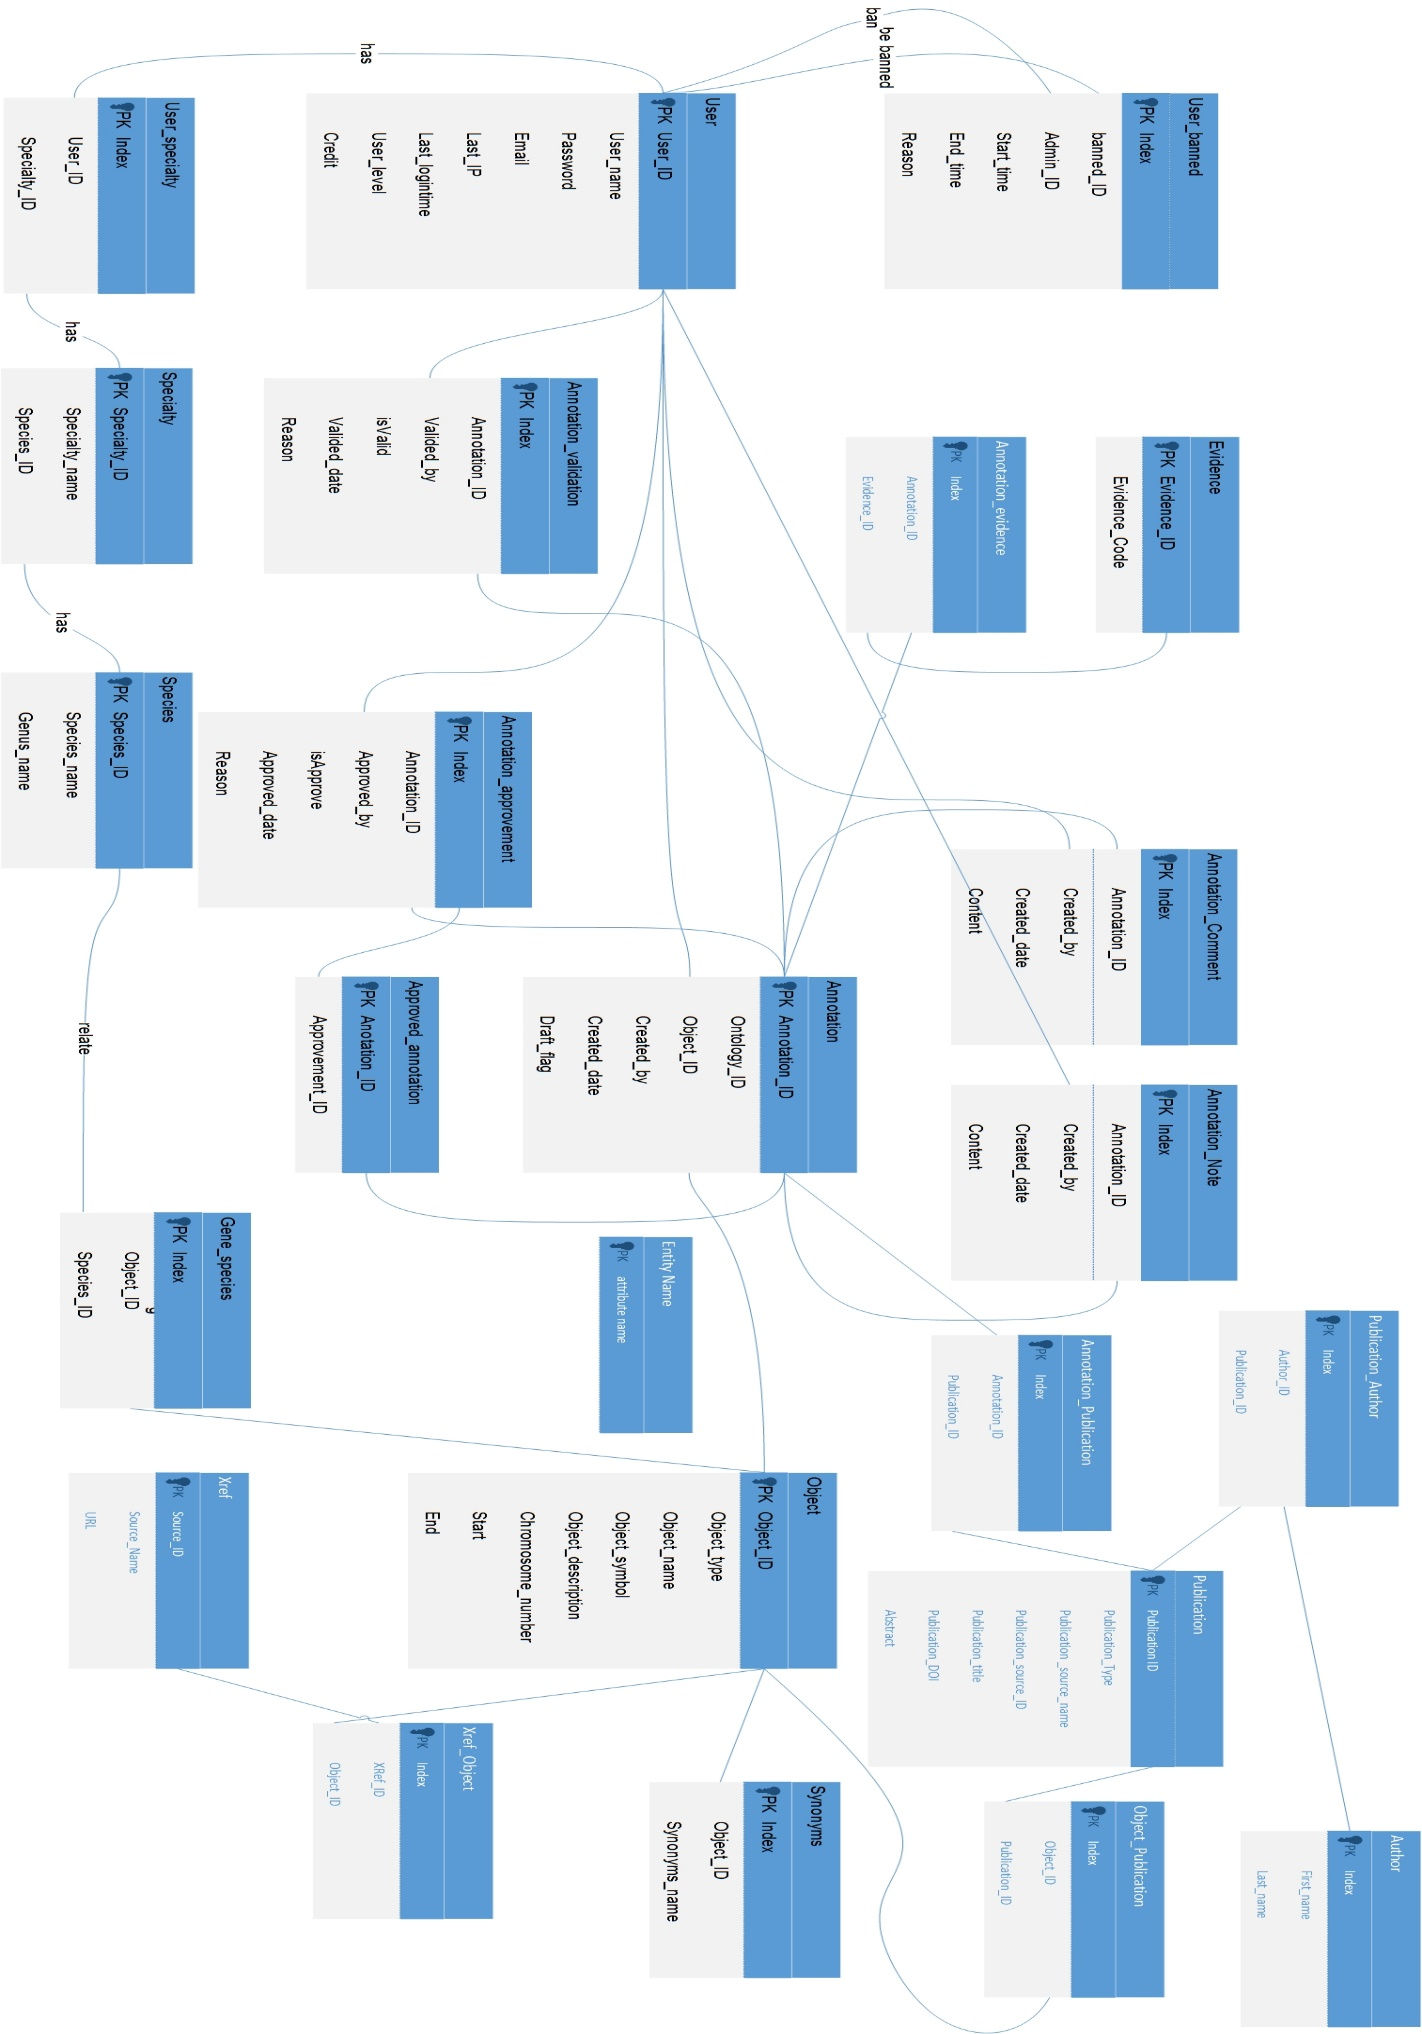 User_banned
PK Index
banned_ID
Admin_ID
Start_time
End_time
Reason
ban
be banned
User
PK User_ID
User_name
Password
Email
Last_IP
Last_logintime
User_level
Credit
has
User_specialty
PK Index
User_ID
Specialty_ID
has
Evidence
PK Evidence_ID
Evidence_Code
Annotation_evidence
PK Index
Annotation_ID
Evidence_ID
Annotation_validation
PK Index
Annotation_ID
Valided_by
isValid
Valided_date
Reason
Specialty
PK Specialty_ID
Specialty_name
Species_ID
has
Annotation_Comment
PK Index
Annotation_ID
Created_by
Created_date
Content
Annotation_approvement
PK Index
Annotation_ID
Approved_by
isApprove
Approved_date
Reason
Species
PK Species_ID
Species_name
Genus_name
relate
Annotation_Note
PK Index
Annotation_ID
Created_by
Created_date
Content
Annotation
PK Annotation_ID
Ontology_ID
Object_ID
Created_by
Created_date
Draft_flag
Approved_annotation
PK Anotation_ID
Approvement_ID
Entity Name
PK attribute name
Gene_species
PK Index
Object_ID
Species_ID
Publication_Author
PK Index
Author_ID
Publication_ID
Annotation_Publication
PK Index
Annotation_ID
Publication_ID
Object
PK Object_ID
Object_type
Object_name
Object_symbol
Object_description
Chromosome_number
Start
End
Xref
PK Source_ID
Source_Name
URL
Publication
PK PublicationID
Publication_Type
Publication_source_name
Publication_source_ID
Publication_title
Publication_DOI
Abstract
Xref_Object
PK Index
XRef_ID
Object_ID
Synonyms
PK Index
Object_ID
Synonyms_name
Object_Publication
PK Index
Object_ID
Publication_ID
Author
PK Index
First_name
Last_name